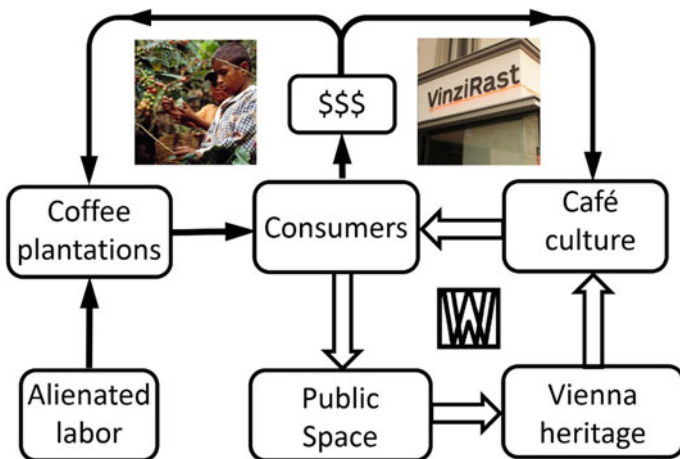 $$$
VinziRast
Coffee
plantations
Consumers
Café
culture
Alienated
labor
Public
Space
Vienna
heritage